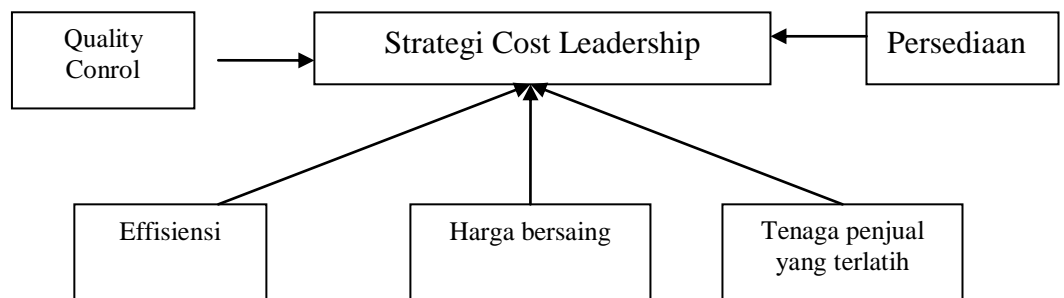 Quality
Conrol
Strategi Cost Leadership
Persediaan
Effisiensi
Harga bersaing
Tenaga penjual
yang terlatih